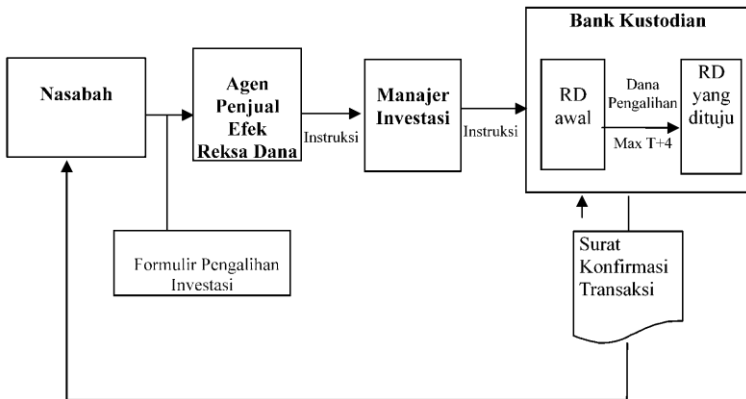 Bank Kustodian
Nasabah
Agen
Penjual
Efek
Reksa Dana
Instruksi
Manajer
Investasi
Instruksi
RD
awal
Dana
Pengalihan
Max T+4
RD
yang
dituju
Formulir Pengalihan
Investasi
Surat
Konfirmasi
Transaksi